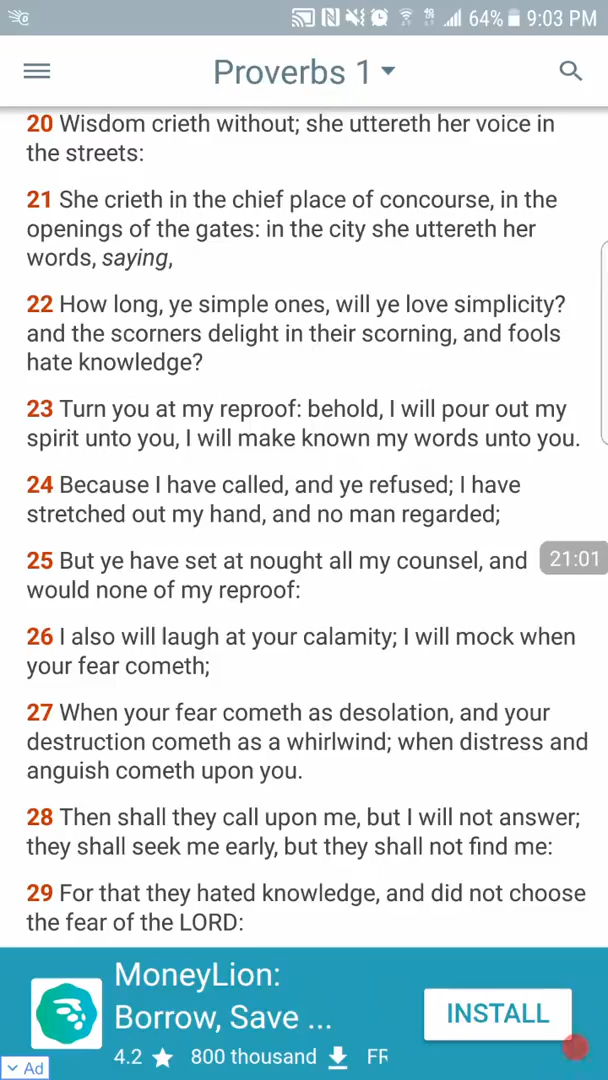 64% 9:03 PM
Proverbs 1
20 Wisdom crieth without; she uttereth her voice in
the streets:
21 She crieth in the chief place of concourse, in the
openings of the gates: in the city she uttereth her
words, saying,
22 How long, ye simple ones, will ye love simplicity?
and the scorners delight in their scorning, and fools
hate knowledge?
23 Turn you at my reproof: behold, I will pour out my
spirit unto you, I will make known my words unto you.
24 Because I have called, and ye refused; I have
stretched out my hand, and no man regarded;
25 But ye have set at nought all my counsel, and
would none of my reproof:
21:01
26 I also will laugh at your calamity; I will mock when
your fear cometh;
27 When your fear cometh as desolation, and your
destruction cometh as a whirlwind; when distress and
anguish cometh upon you.
28 Then shall they call upon me, but I will not answer;
they shall seek me early, but they shall not find me:
29 For that they hated knowledge, and did not choose
the fear of the LORD:
MoneyLion:
Borrow, Save ...
4.2 ★ 800 thousand FR
INSTALL
Ad